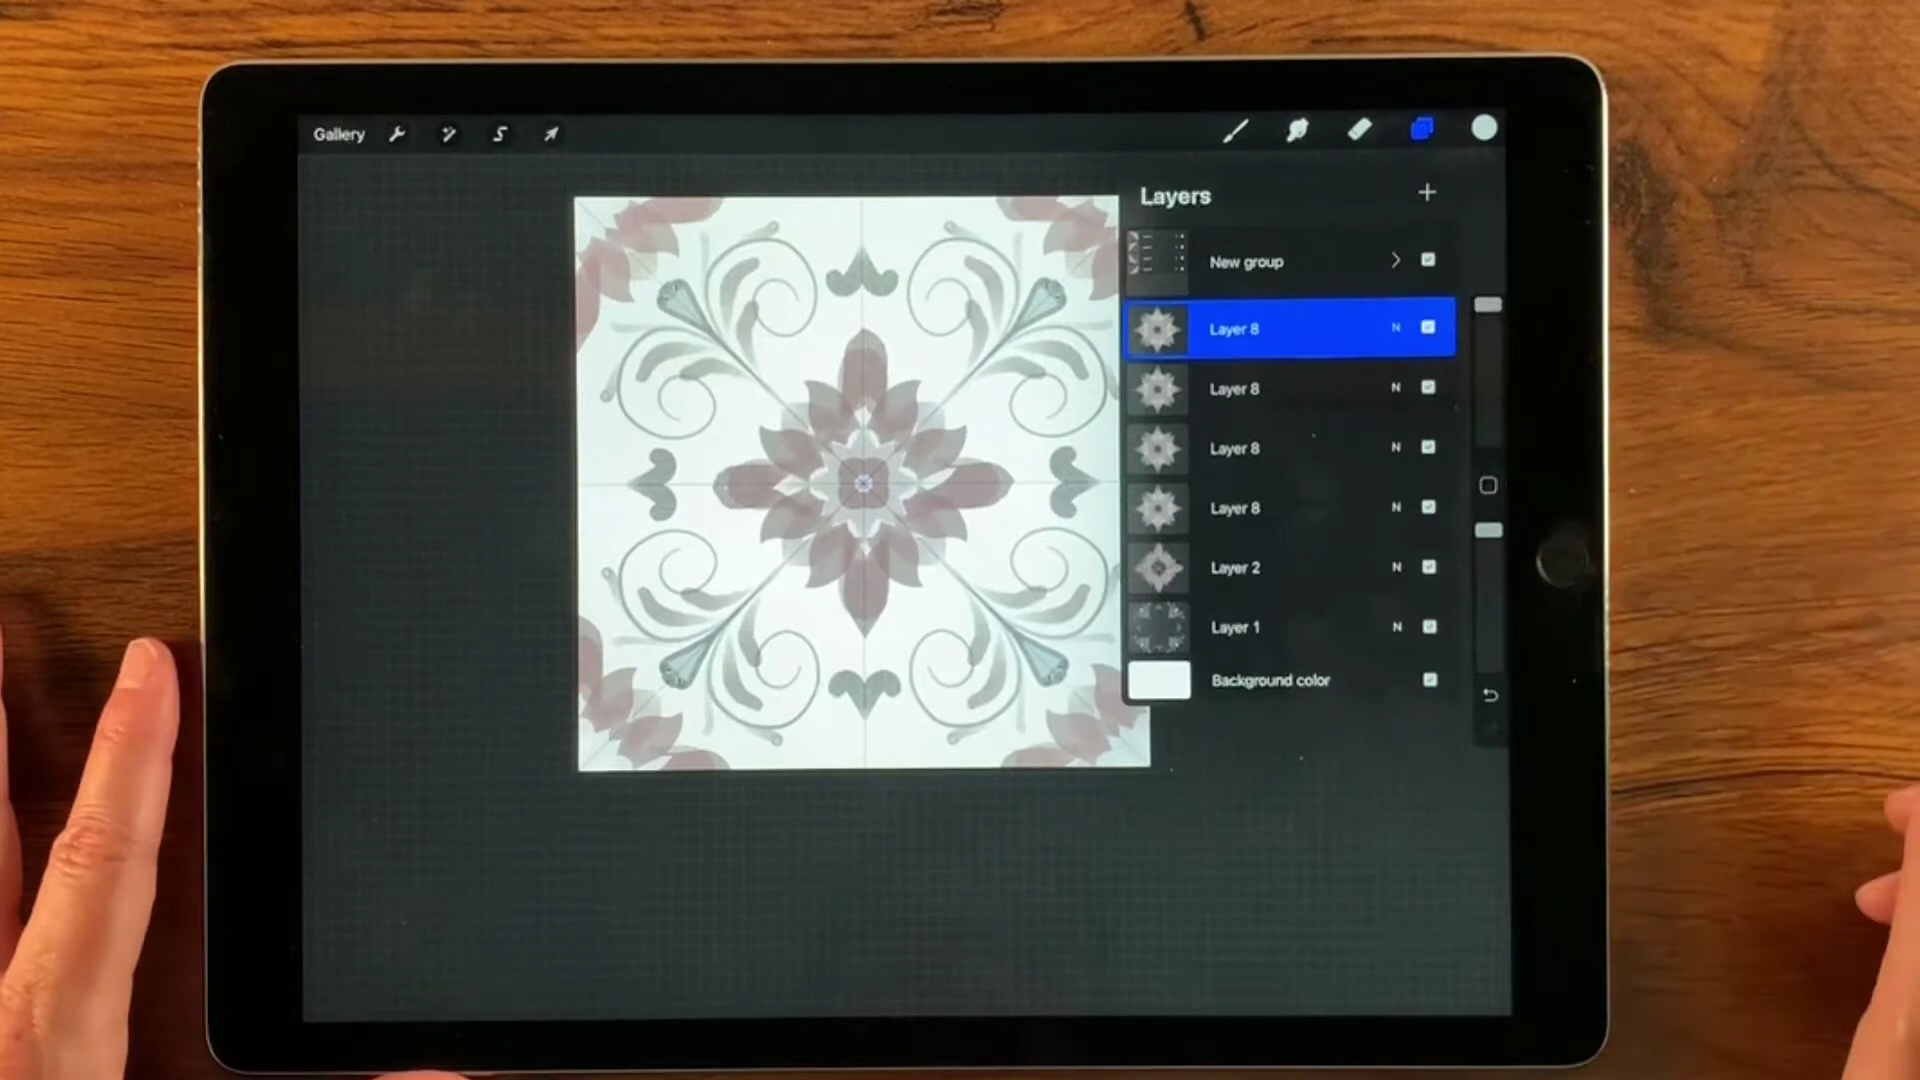 Gallery
Layers
New group
Layer 8 N
Layer 8 N
Layer 8 N
Layer 8 N
Layer 2 N
Layer 1 N
Background color